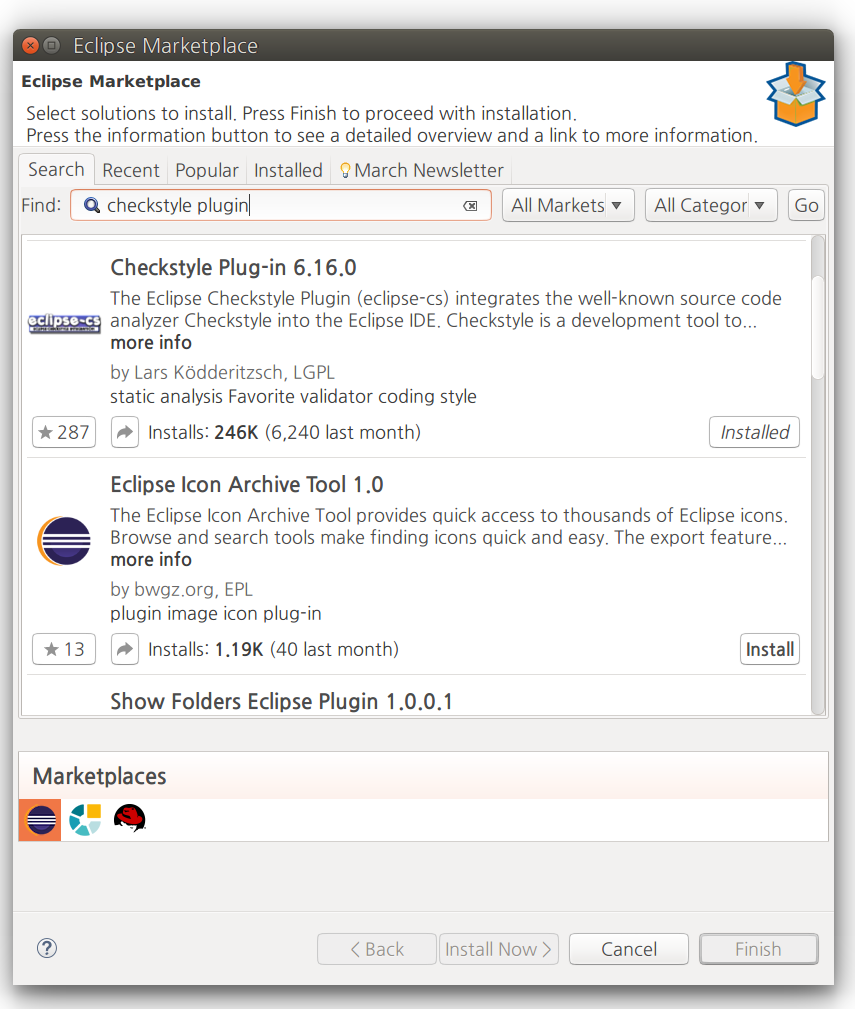 Eclipse Marketplace
Eclipse Marketplace
Select solutions to install. Press Finish to proceed with installation.
Press the information button to see a detailed overview and a link to more information.
Search Recent Popular Installed March Newsletter
Find: checkstyle plugin All Markets All Categor Go
Checkstyle Plug-in 6.16.0
The Eclipse Checkstyle Plugin (eclipse-cs) integrates the well-known source code
eclipse-cs analyzer Checkstyle into the Eclipse IDE. Checkstyle is a development tool to...
more info
by Lars Ködderitzsch, LGPL
static analysis Favorite validator coding style
287 Installs: 246K (6,240 last month) Installed
Eclipse Icon Archive Tool 1.0
The Eclipse Icon Archive Tool provides quick access to thousands of Eclipse icons.
Browse and search tools make finding icons quick and easy. The export feature...
more info
by bwgz.org, EPL
plugin image icon plug-in
13 Installs: 1.19K (40 last month) Install
Show Folders Eclipse Plugin 1.0.0.1
Marketplaces
? < Back Install Now > Cancel Finish